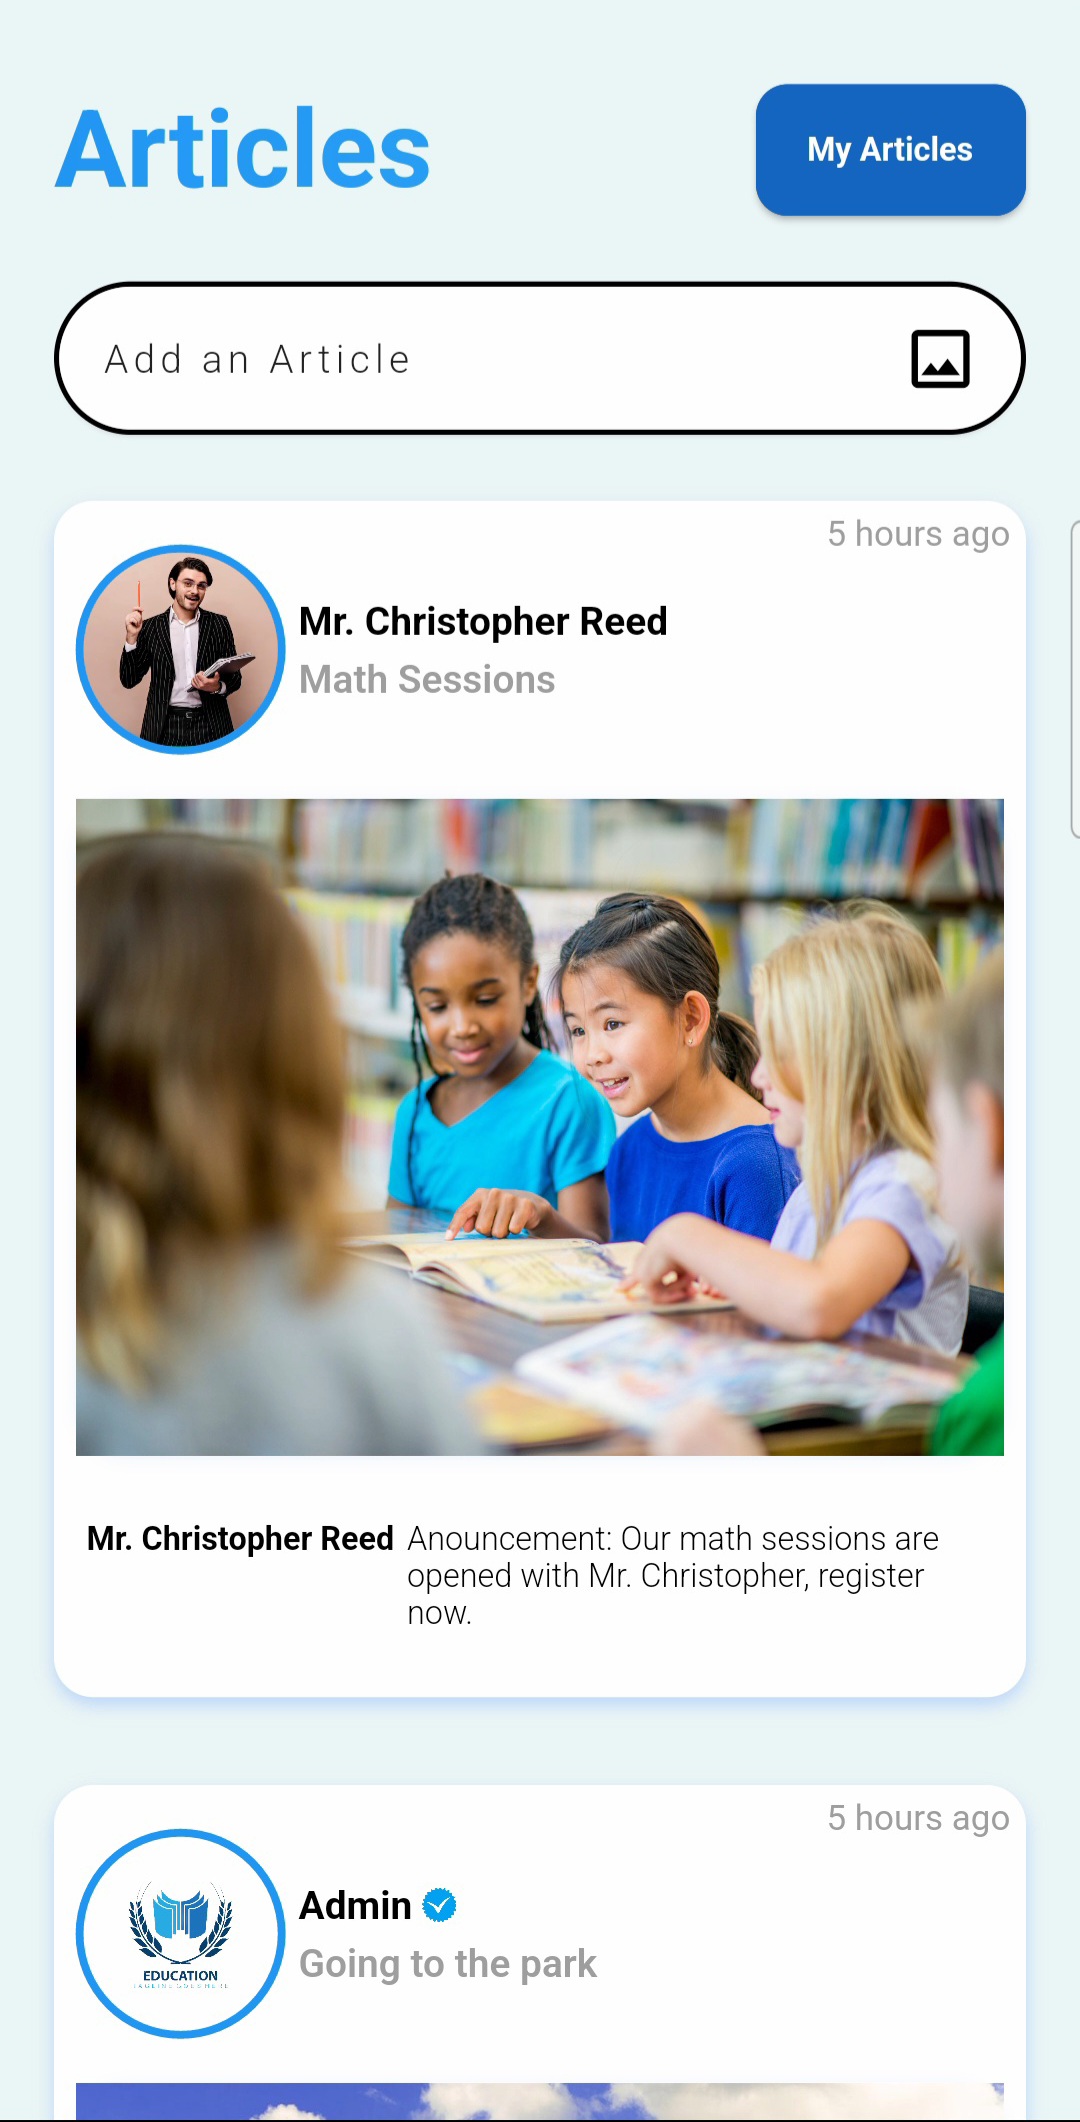 Articles
My Articles
Add an Article
5 hours ago
Mr. Christopher Reed
Math Sessions
Mr. Christopher Reed Anouncement: Our math sessions are
opened with Mr. Christopher, register
now.
5 hours ago
Admin
Going to the park
EDUCATION